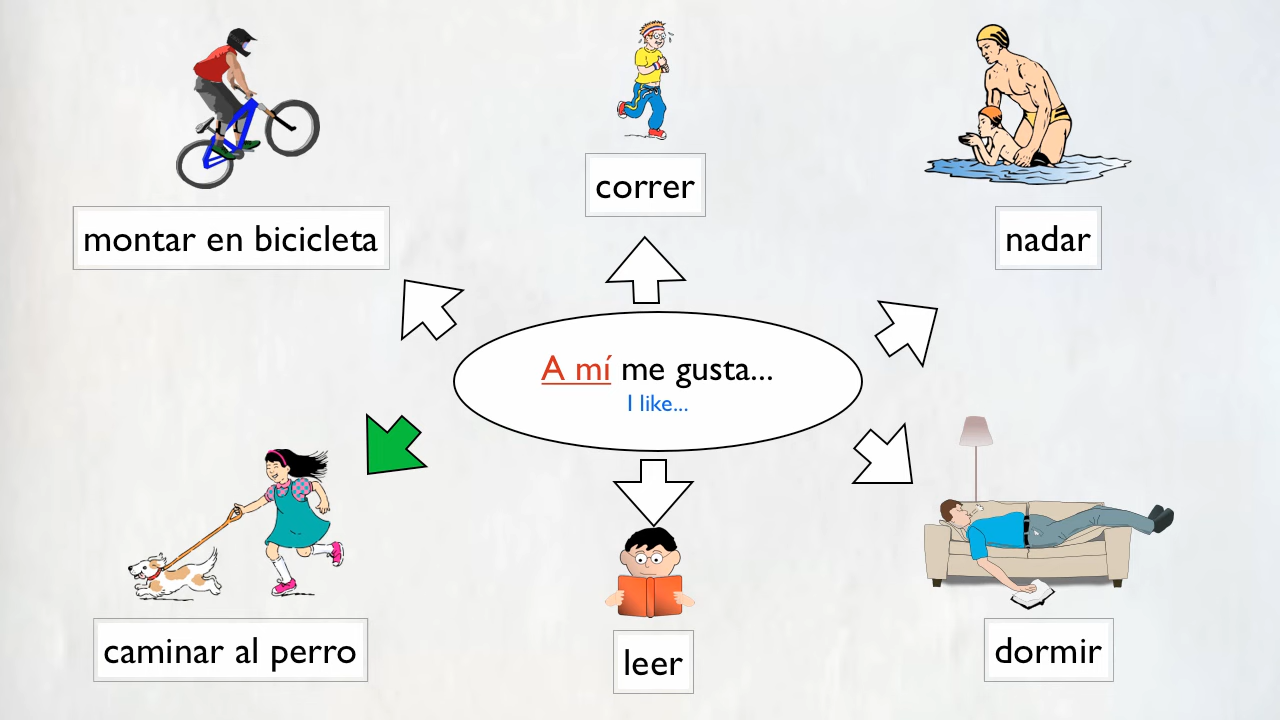 correr
montar en bicicleta
nadar
A mí me gusta...
I like...
caminar al perro
leer
dormir